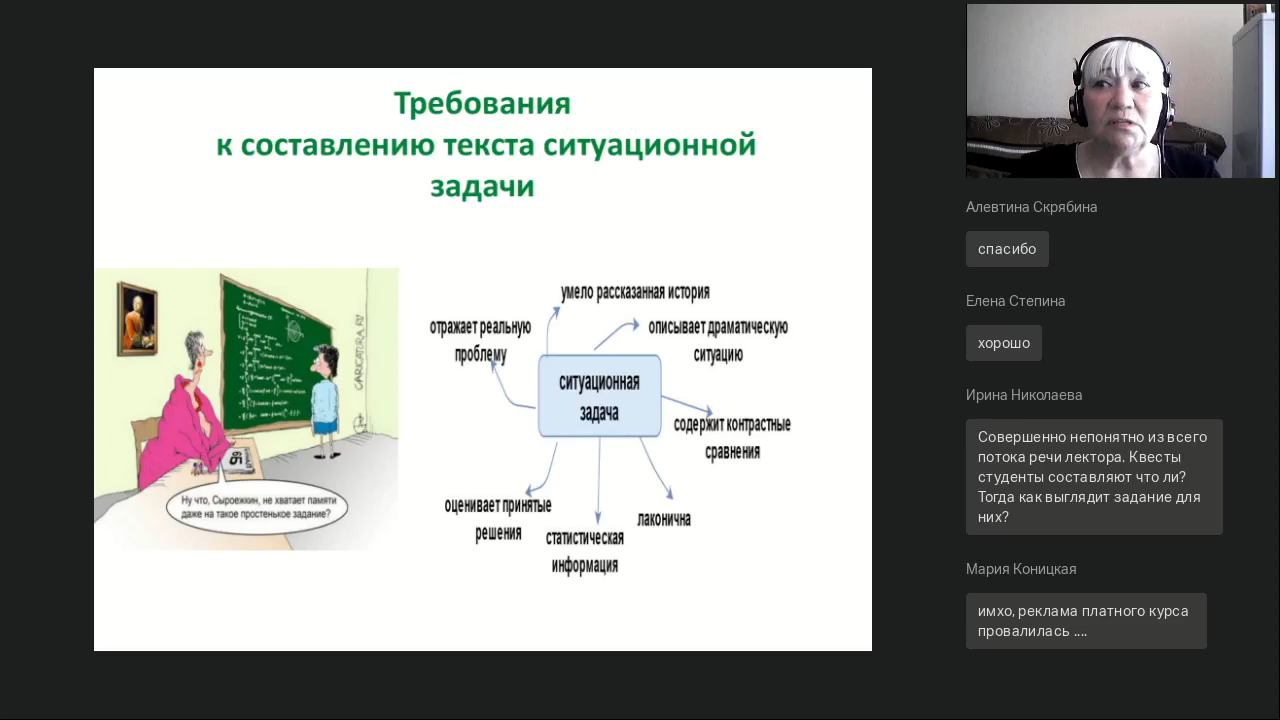 Требования
к составлению текста ситуационной
задачи
CARICATURA.RU
Ну что, Сыроежкин, не хватает памяти
даже на такое простенькое задание?
умело рассказанная история
отражает реальную
проблему
описывает драматическую
ситуацию
ситуационная
задача
содержит контрастные
сравнения
оценивает принятые
решения
статистическая
информация
лаконична
Алевтина Скрябина
спасибо
Елена Степина
хорошо
Ирина Николаева
Совершенно непонятно из всего
потока речи лектора. Квесты
студенты составляют что ли?
Тогда как выглядит задание для
них?
Мария Коницкая
имхо, реклама платного курса
провалилась ....